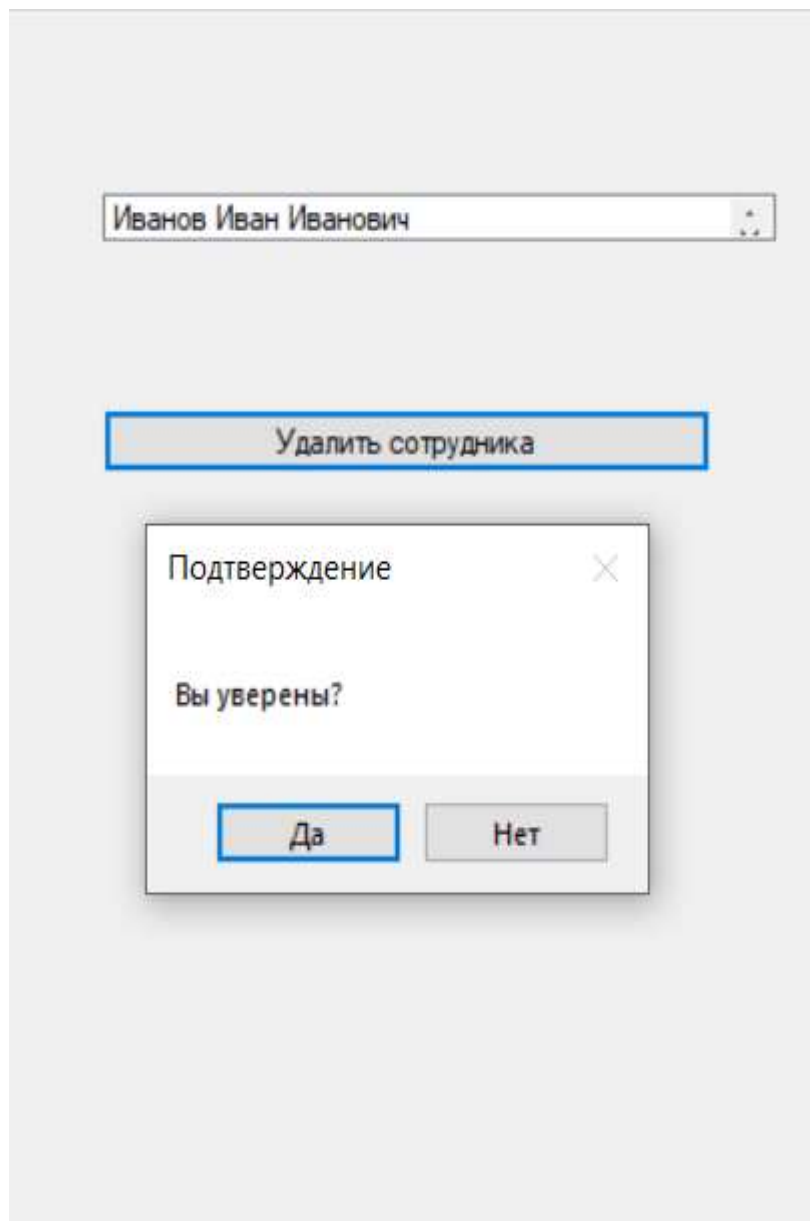 Иванов Иван Иванович
Удалить сотрудника
Подтверждение
Вы уверены?
Да Нет